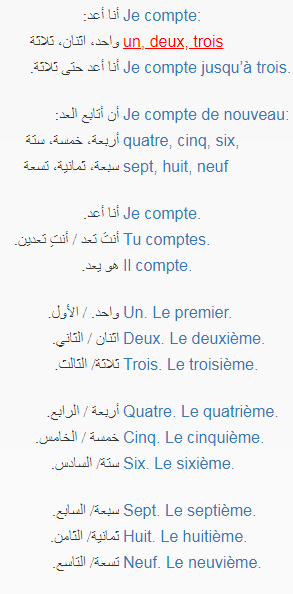 أنا أعد: Je compte:
واحد، اثنان، ثلاثة un, deux, trois
أنا أعد حتى ثلاثة. Je compte jusqu’à trois.
أن أتابع العد: Je compte de nouveau:
أربعة، خمسة، ستة quatre, cinq, six,
سبعة، ثمانية، تسعة sept, huit, neuf
أنا أعد. Je compte.
أنتَ تعد / أنتِ تعدين. Tu comptes.
هو يعد. Il compte.
واحد. / الأول. Un. Le premier.
اثنان / الثاني. Deux. Le deuxième.
ثلاثة/ الثالث. Trois. Le troisième.
أربعة / الرابع. Quatre. Le quatrième.
خمسة / الخامس. Cinq. Le cinquième.
ستة/ السادس. Six. Le sixième.
سبعة/ السابع. Sept. Le septième.
ثمانية/ الثامن. Huit. Le huitième.
تسعة/ التاسع. Neuf. Le neuvième.